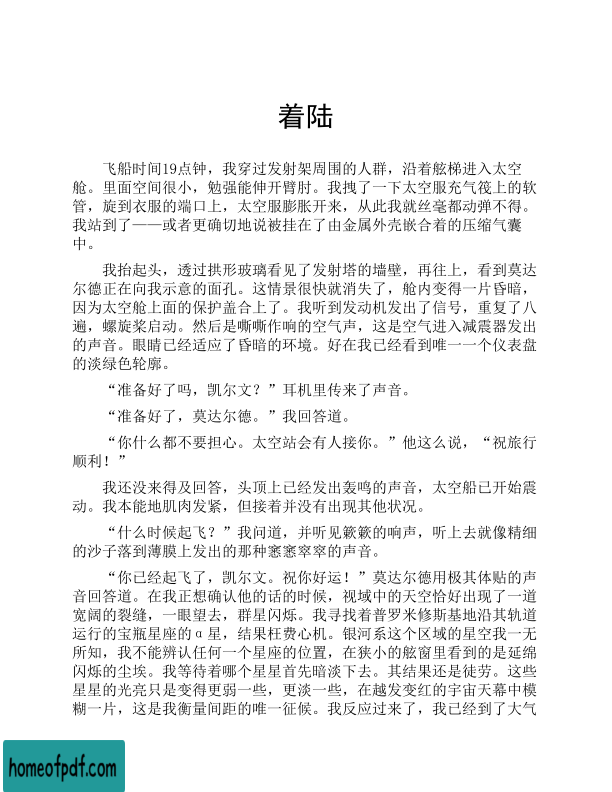 着陆
飞船时间19点钟，我穿过发射架周围的人群，沿着舷梯进入太空
舱。里面空间很小，勉强能伸开臂肘。我拽了一下太空服充气筏上的软
管，旋到衣服的端口上，太空服膨胀开来，从此我就丝毫都动弹不得。
我站到了——或者更确切地说被挂在了由金属外壳嵌合着的压缩气囊
中。
我抬起头，透过拱形玻璃看见了发射塔的墙壁，再往上，看到莫达
尔德正在向我示意的面孔。这情景很快就消失了，舱内变得一片昏暗，
因为太空舱上面的保护盖合上了。我听到发动机发出了信号，重复了八
遍，螺旋桨启动。然后是嘶嘶作响的空气声，这是空气进入减震器发出
的声音。眼睛已经适应了昏暗的环境。好在我已经看到唯一一个仪表盘
的淡绿色轮廓。
“准备好了吗，凯尔文？”耳机里传来了声音。
“准备好了，莫达尔德。”我回答道。
“你什么都不要担心。太空站会有人接你。”他这么说，“祝旅行
顺利！”
我还没来得及回答，头顶上已经发出轰鸣的声音，太空船已开始震
动。我本能地肌肉发紧，但接着并没有出现其他状况。
“什么时候起飞？”我问道，并听见簌簌的响声，听上去就像精细
的沙子落到薄膜上发出的那种窸窸窣窣的声音。
“你已经起飞了，凯尔文。祝你好运！”莫达尔德用极其体贴的声
音回答道。在我正想确认他的话的时候，视域中的天空恰好出现了一道
宽阔的裂缝，一眼望去，群星闪烁。我寻找着普罗米修斯基地沿其轨道
运行的宝瓶星座的α星，结果枉费心机。银河系这个区域的星空我一无
所知，我不能辨认任何一个星座的位置，在狭小的舷窗里看到的是延绵
闪烁的尘埃。我等待着哪个星星首先暗淡下去。其结果还是徒劳。这些
星星的光亮只是变得更弱一些，更淡一些，在越发变红的宇宙天幕中模
糊一片，这是我衡量间距的唯一征候。我反应过来了，我已经到了大气
homeofpdf.com